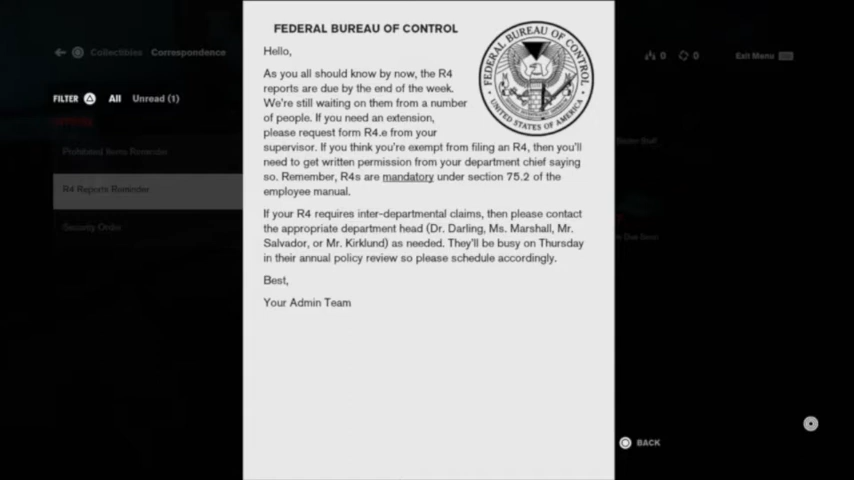 FEDERAL BUREAU OF CONTROL
FEDERAL BUREAU OF CONTROL
UNITED STATES OF AMERICA
Hello,
As you all should know by now, the R4
reports are due by the end of the week.
We're still waiting on them from a number
of people. If you need an extension,
please request form R4.e from your
supervisor. If you think you're exempt from filing an R4, then you'll
need to get written permission from your department chief saying
so. Remember, R4s are mandatory under section 75.2 of the
employee manual.
If your R4 requires inter-departmental claims, then please contact
the appropriate department head (Dr. Darling, Ms. Marshall, Mr.
Salvador, or Mr. Kirklund) as needed. They'll be busy on Thursday
in their annual policy review so please schedule accordingly.
Best,
Your Admin Team
Collectibles Correspondence
0 0 Exit Menu
FILTER All Unread (1)
Prohibited Items Reminder
R4 Reports Reminder
Security Order
BACK